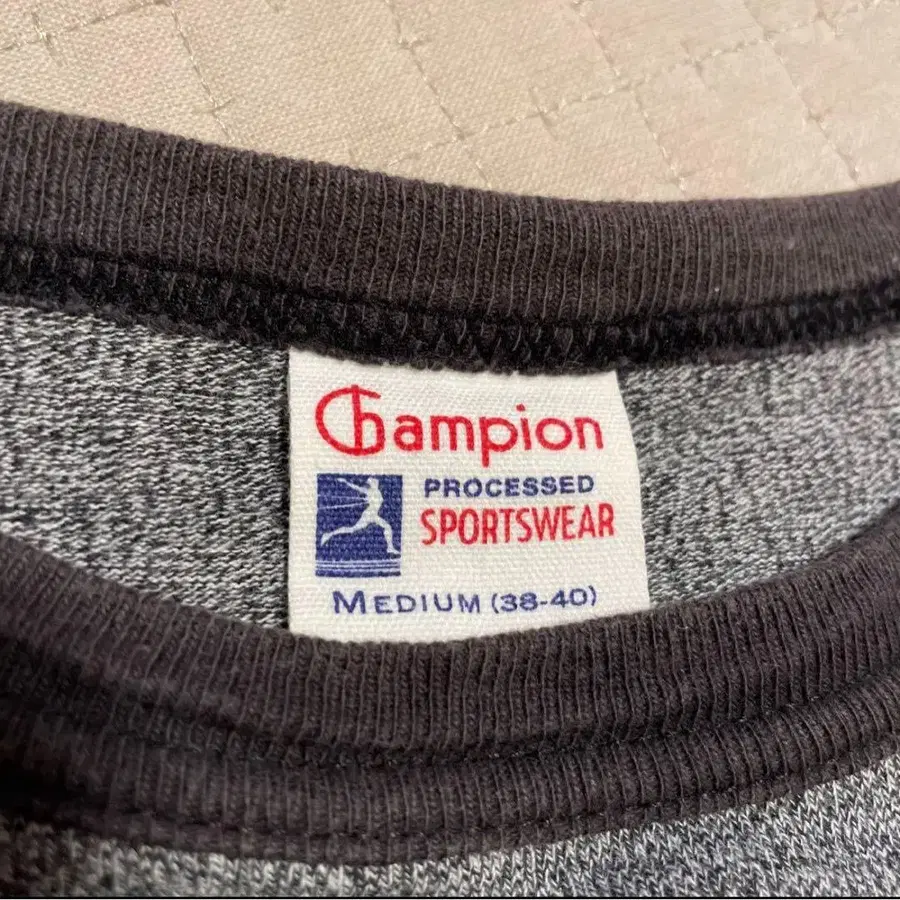 Champion
PROCESSED
SPORTSWEAR
MEDIUM (38-40)